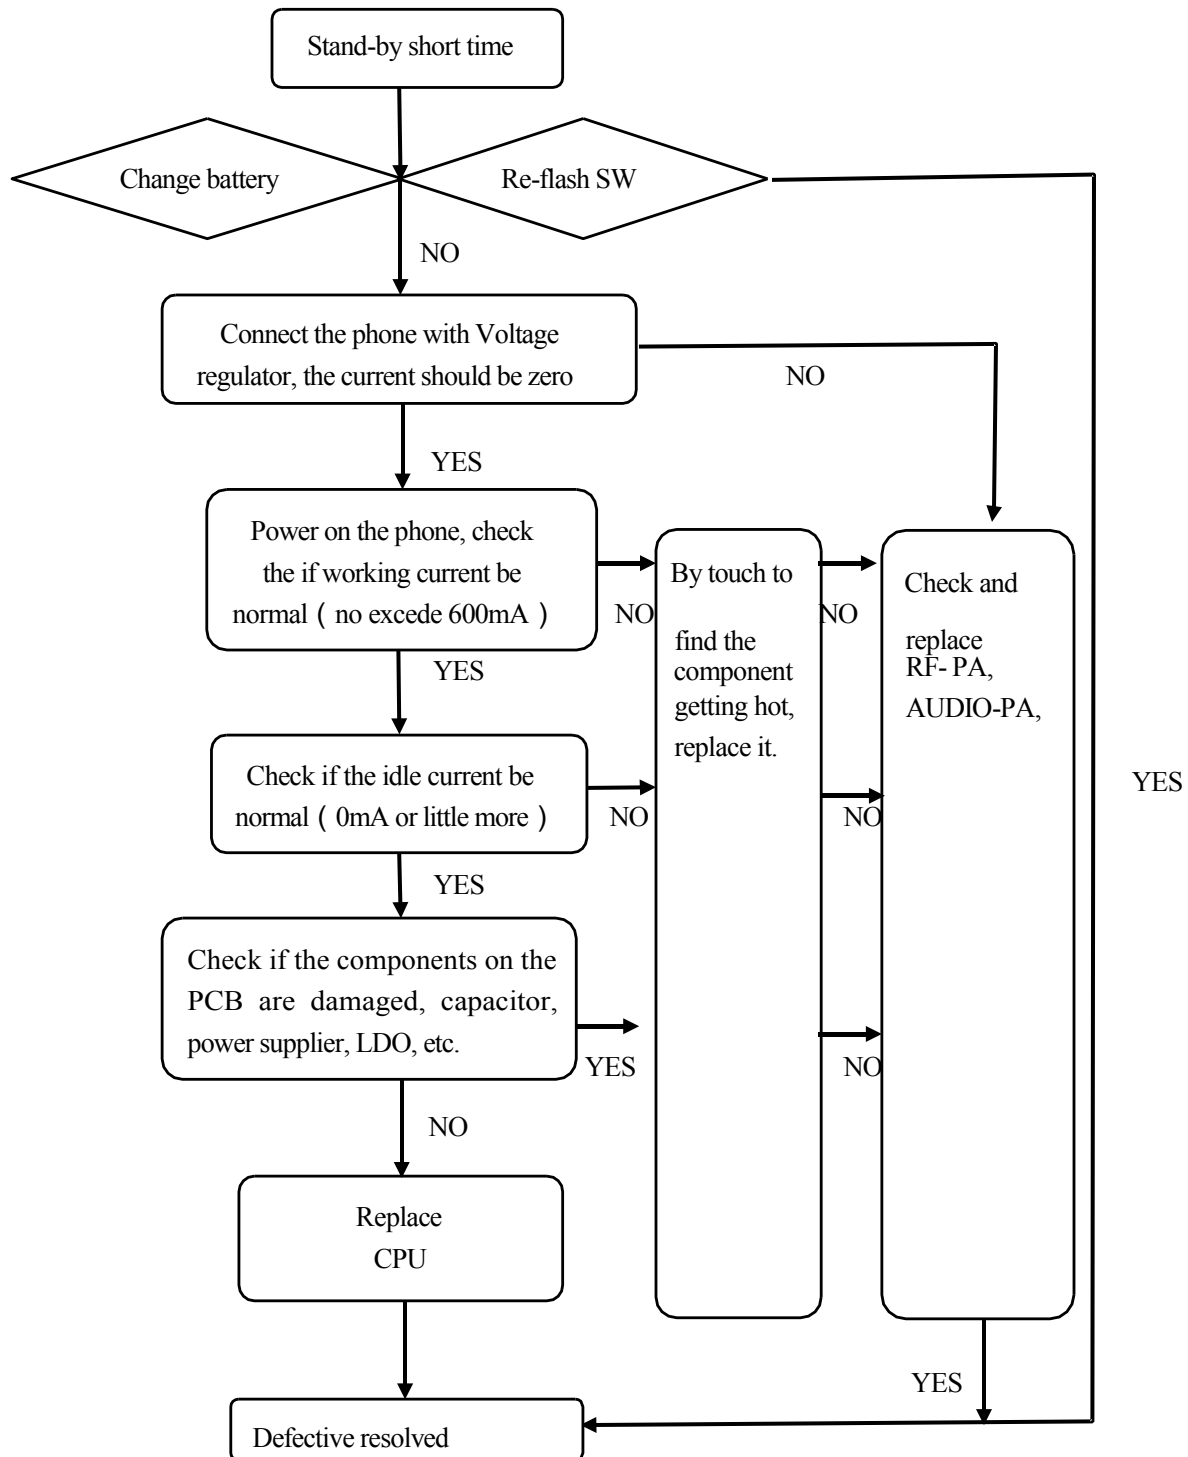 Stand-by short time
Change battery
Re-flash SW
NO
Connect the phone with Voltage
regulator, the current should be zero
NO
YES
Power on the phone, check
the if working current be
normal ( no excede 600mA )
NO
YES
By touch to
find the
component
getting hot,
replace it.
NO
Check and
replace
RF- PA,
AUDIO-PA,
YES
Check if the idle current be
normal ( 0mA or little more )
NO
NO
YES
Check if the components on the
PCB are damaged, capacitor,
power supplier, LDO, etc.
YES
NO
NO
Replace
CPU
YES
Defective resolved